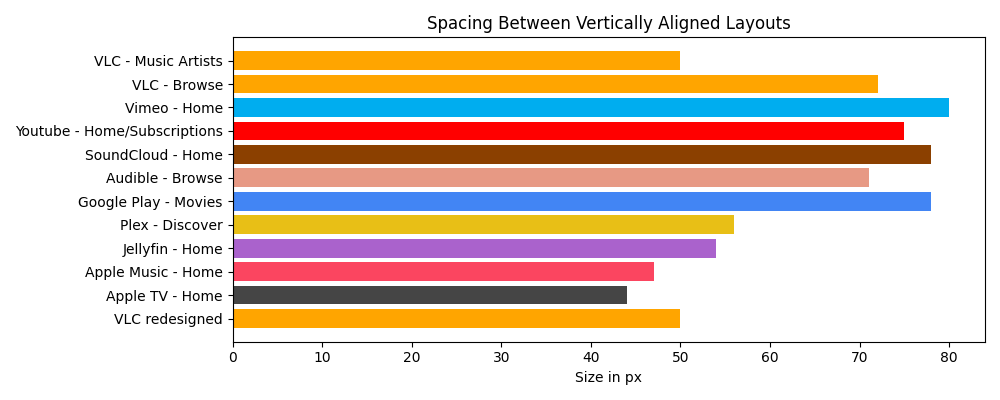 Spacing Between Vertically Aligned Layouts
VLC - Music Artists
VLC - Browse
Vimeo - Home
Youtube - Home/Subscriptions
SoundCloud - Home
Audible - Browse
Google Play - Movies
Plex - Discover
Jellyfin - Home
Apple Music - Home
Apple TV - Home
VLC redesigned
0 10 20 30 40 50 60 70 80
Size in px